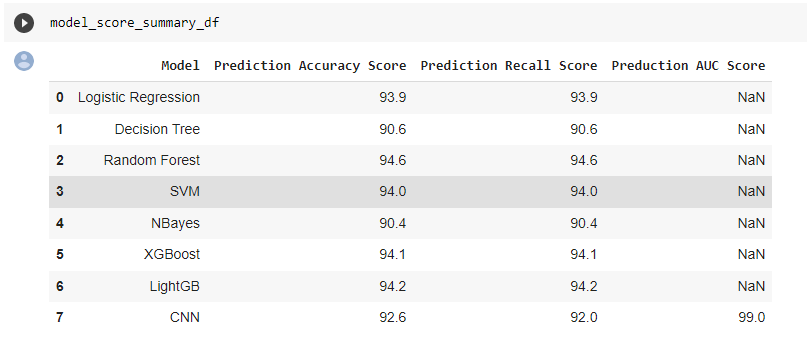 model_score_summary_df
Model Prediction Accuracy Score Prediction Recall Score Preduction AUC Score
0 Logistic Regression 93.9 93.9 NaN
1 Decision Tree 90.6 90.6 NaN
2 Random Forest 94.6 94.6 NaN
3 SVM 94.0 94.0 NaN
4 NBayes 90.4 90.4 NaN
5 XGBoost 94.1 94.1 NaN
6 LightGB 94.2 94.2 NaN
7 CNN 92.6 92.0 99.0